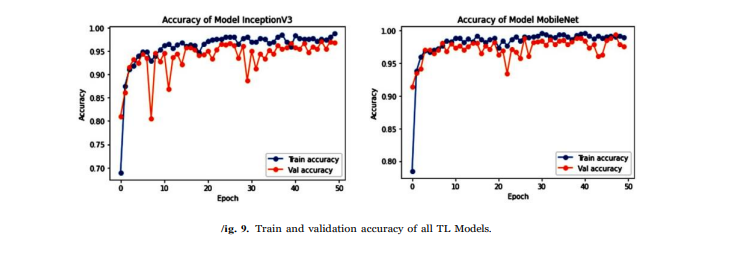 Accuracy of Model InceptionV3
1.00
0.95
0.90
0.85
0.80
0.75
0.70
Accuracy
Train accuracy
Val accuracy
0 10 20 30 40 50
Epoch
Accuracy of Model MobileNet
1.00
0.95
0.90
0.85
0.80
Accuracy
Train accuracy
Val accuracy
0 10 20 30 40 50
Epoch
/ig. 9. Train and validation accuracy of all TL Models.